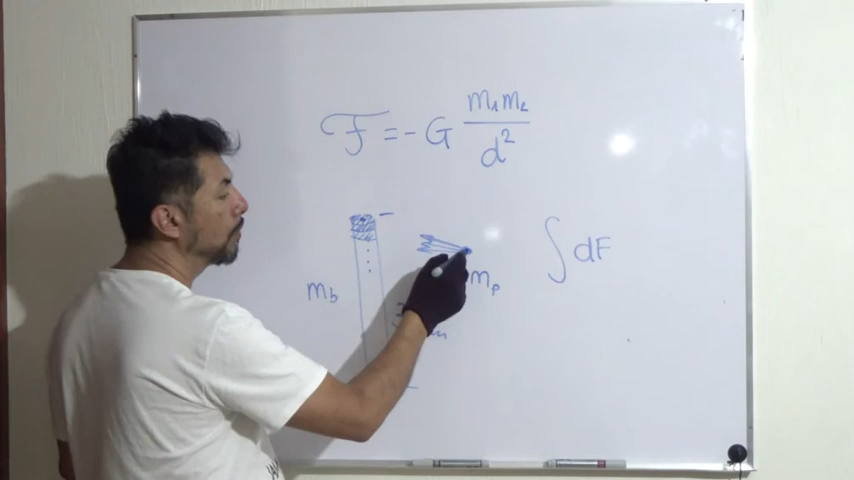 F = - G m₁m₂ / d²
∫ dF
m_b
m_p